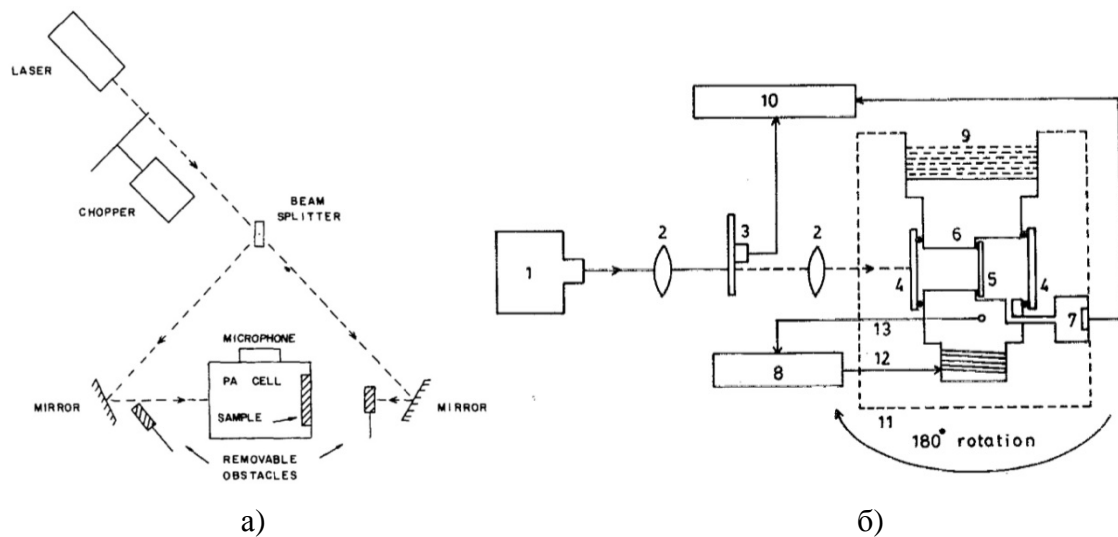 LASER
CHOPPER
BEAM
SPLITTER
MICROPHONE
PA CELL
SAMPLE
MIRROR
MIRROR
REMOVABLE
OBSTACLES
а)
1
2
3
2
10
9
6
4
5
4
7
13
8
12
11
180° rotation
б)